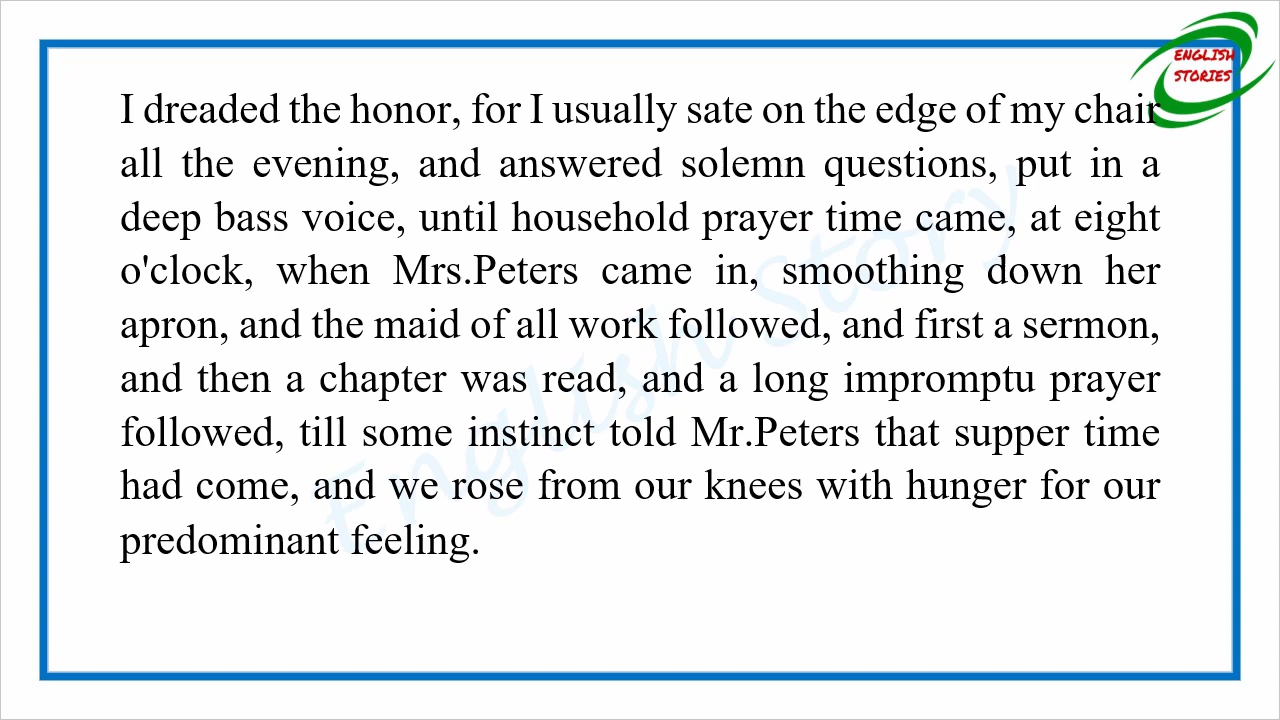 ENGLISH
STORIES
I dreaded the honor, for I usually sate on the edge of my chair
all the evening, and answered solemn questions, put in a
deep bass voice, until household prayer time came, at eight
o'clock, when Mrs.Peters came in, smoothing down her
apron, and the maid of all work followed, and first a sermon,
and then a chapter was read, and a long impromptu prayer
followed, till some instinct told Mr.Peters that supper time
had come, and we rose from our knees with hunger for our
predominant feeling.
English Story